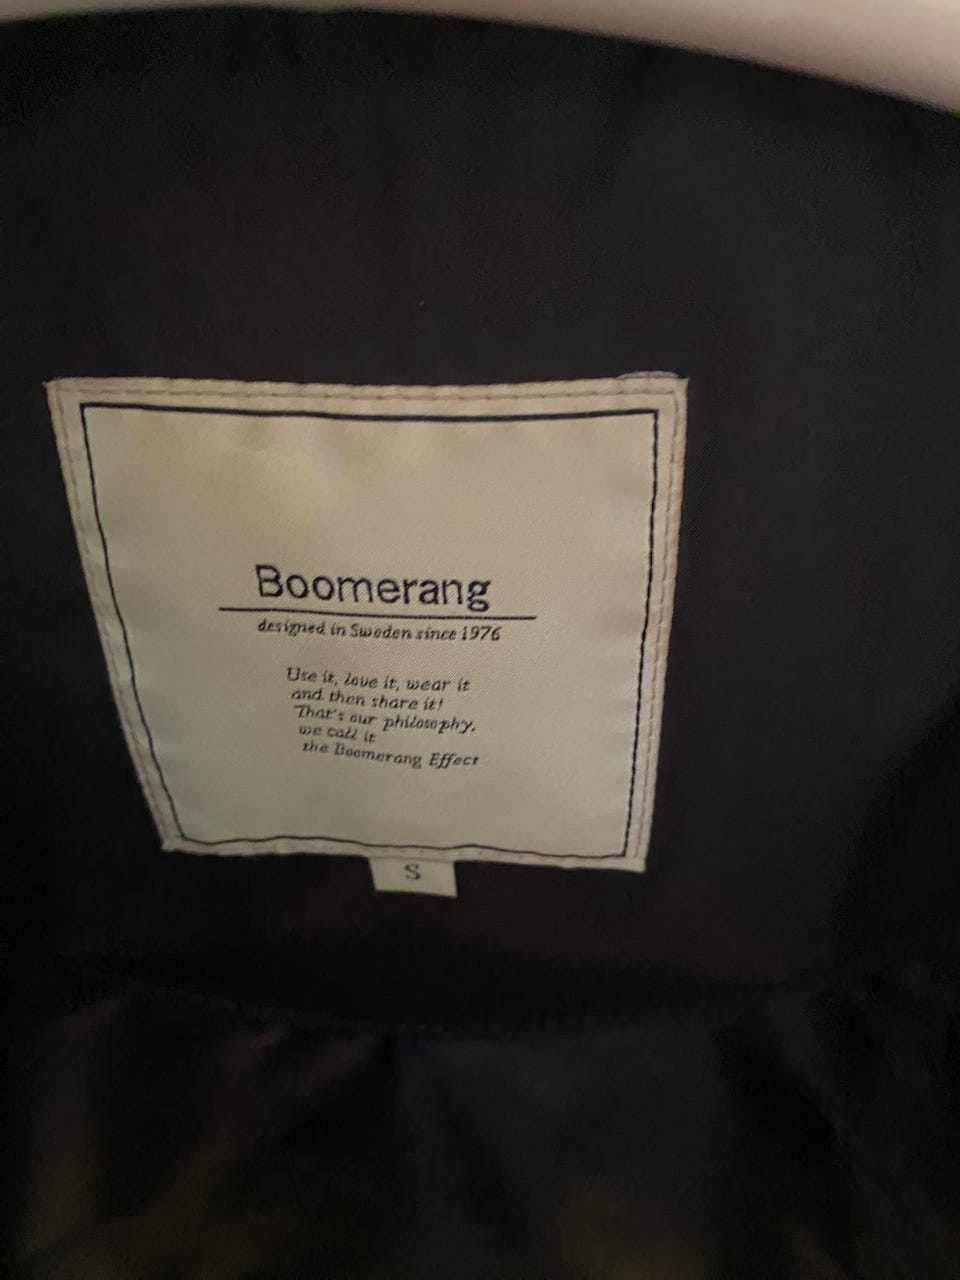 Boomerang
designed in Sweden since 1976
Use it, love it, wear it
and then share it!
That's our philosophy,
we call it
the Boomerang Effect
S